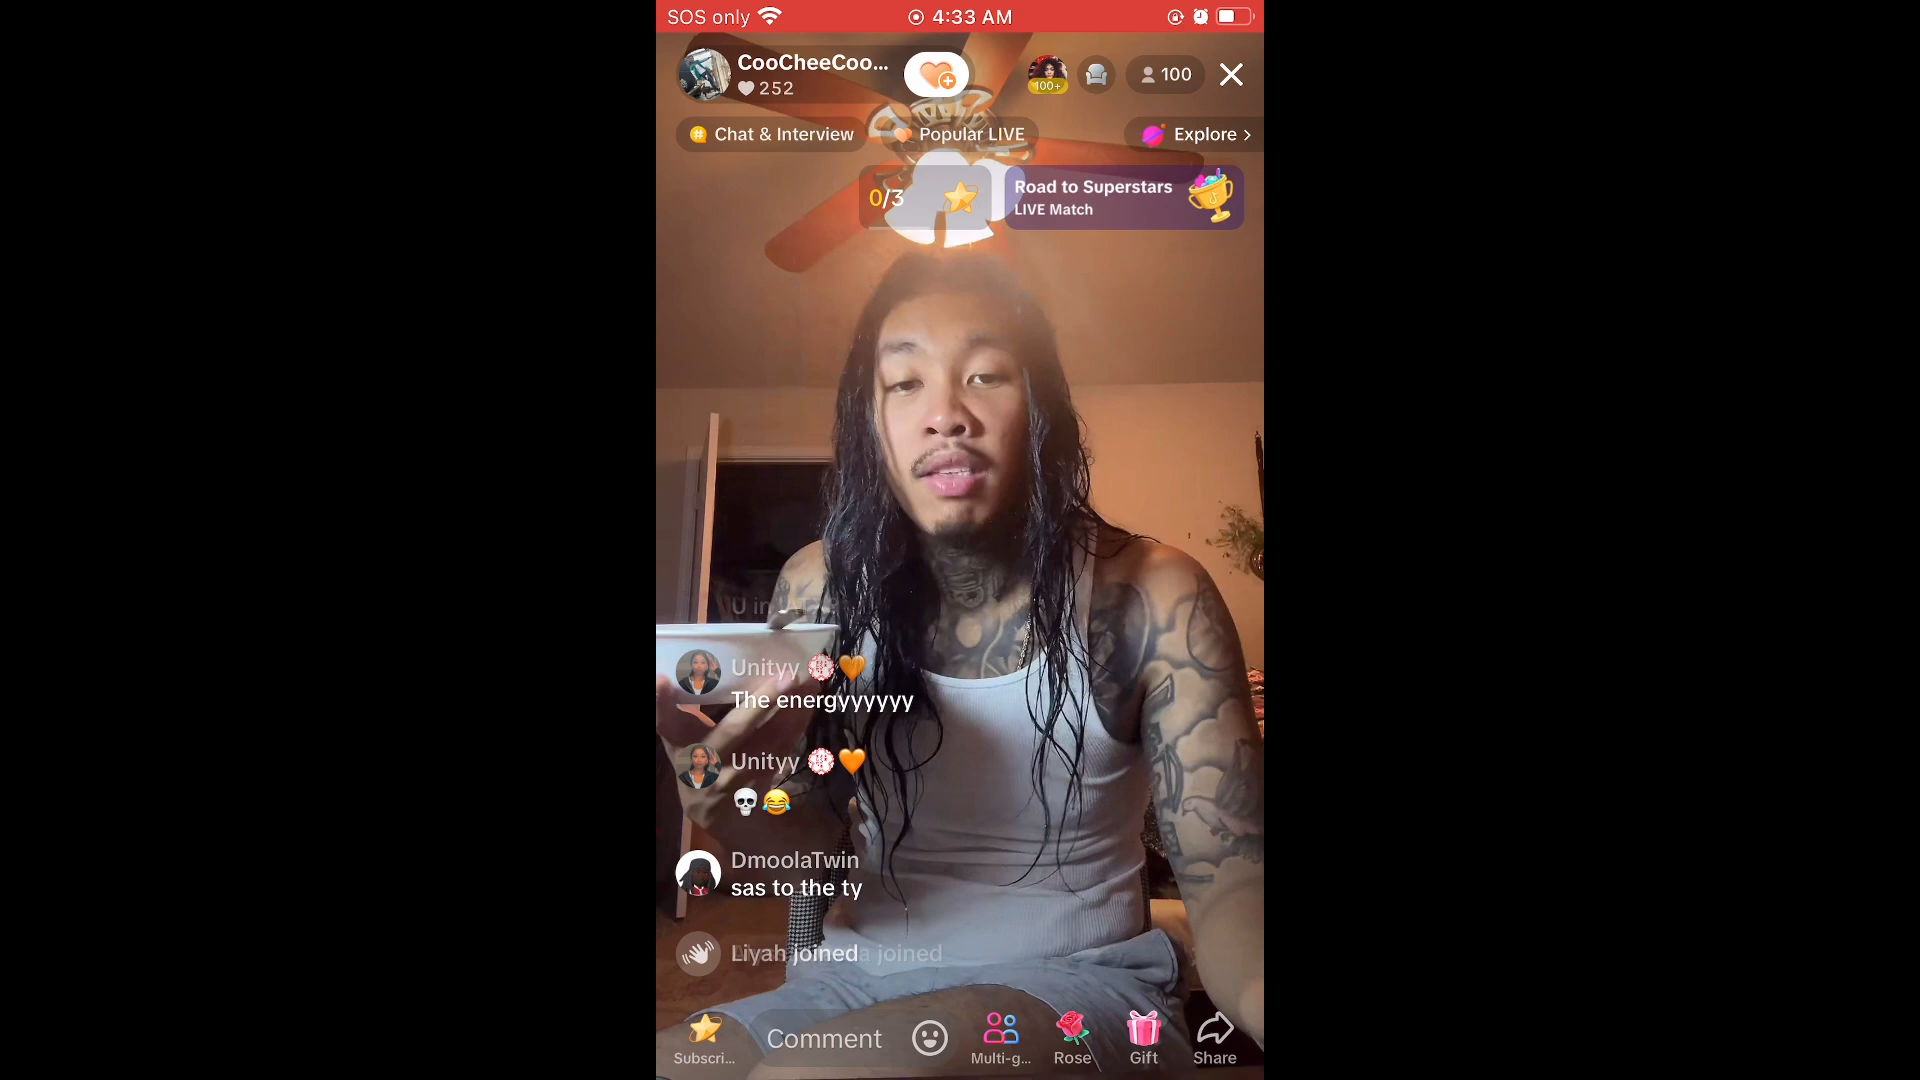 SOS only
4:33 AM
CooCheeCoo...
252
100+
100
Chat & Interview
Popular LIVE
Explore >
0/3
Road to Superstars
LIVE Match
U in
Unityy
The energyyyyyy
Unityy
💀😂
DmoolaTwin
sas to the ty
Liyah joined
joined
Subscri...
Comment
Multi-g...
Rose
Gift
Share